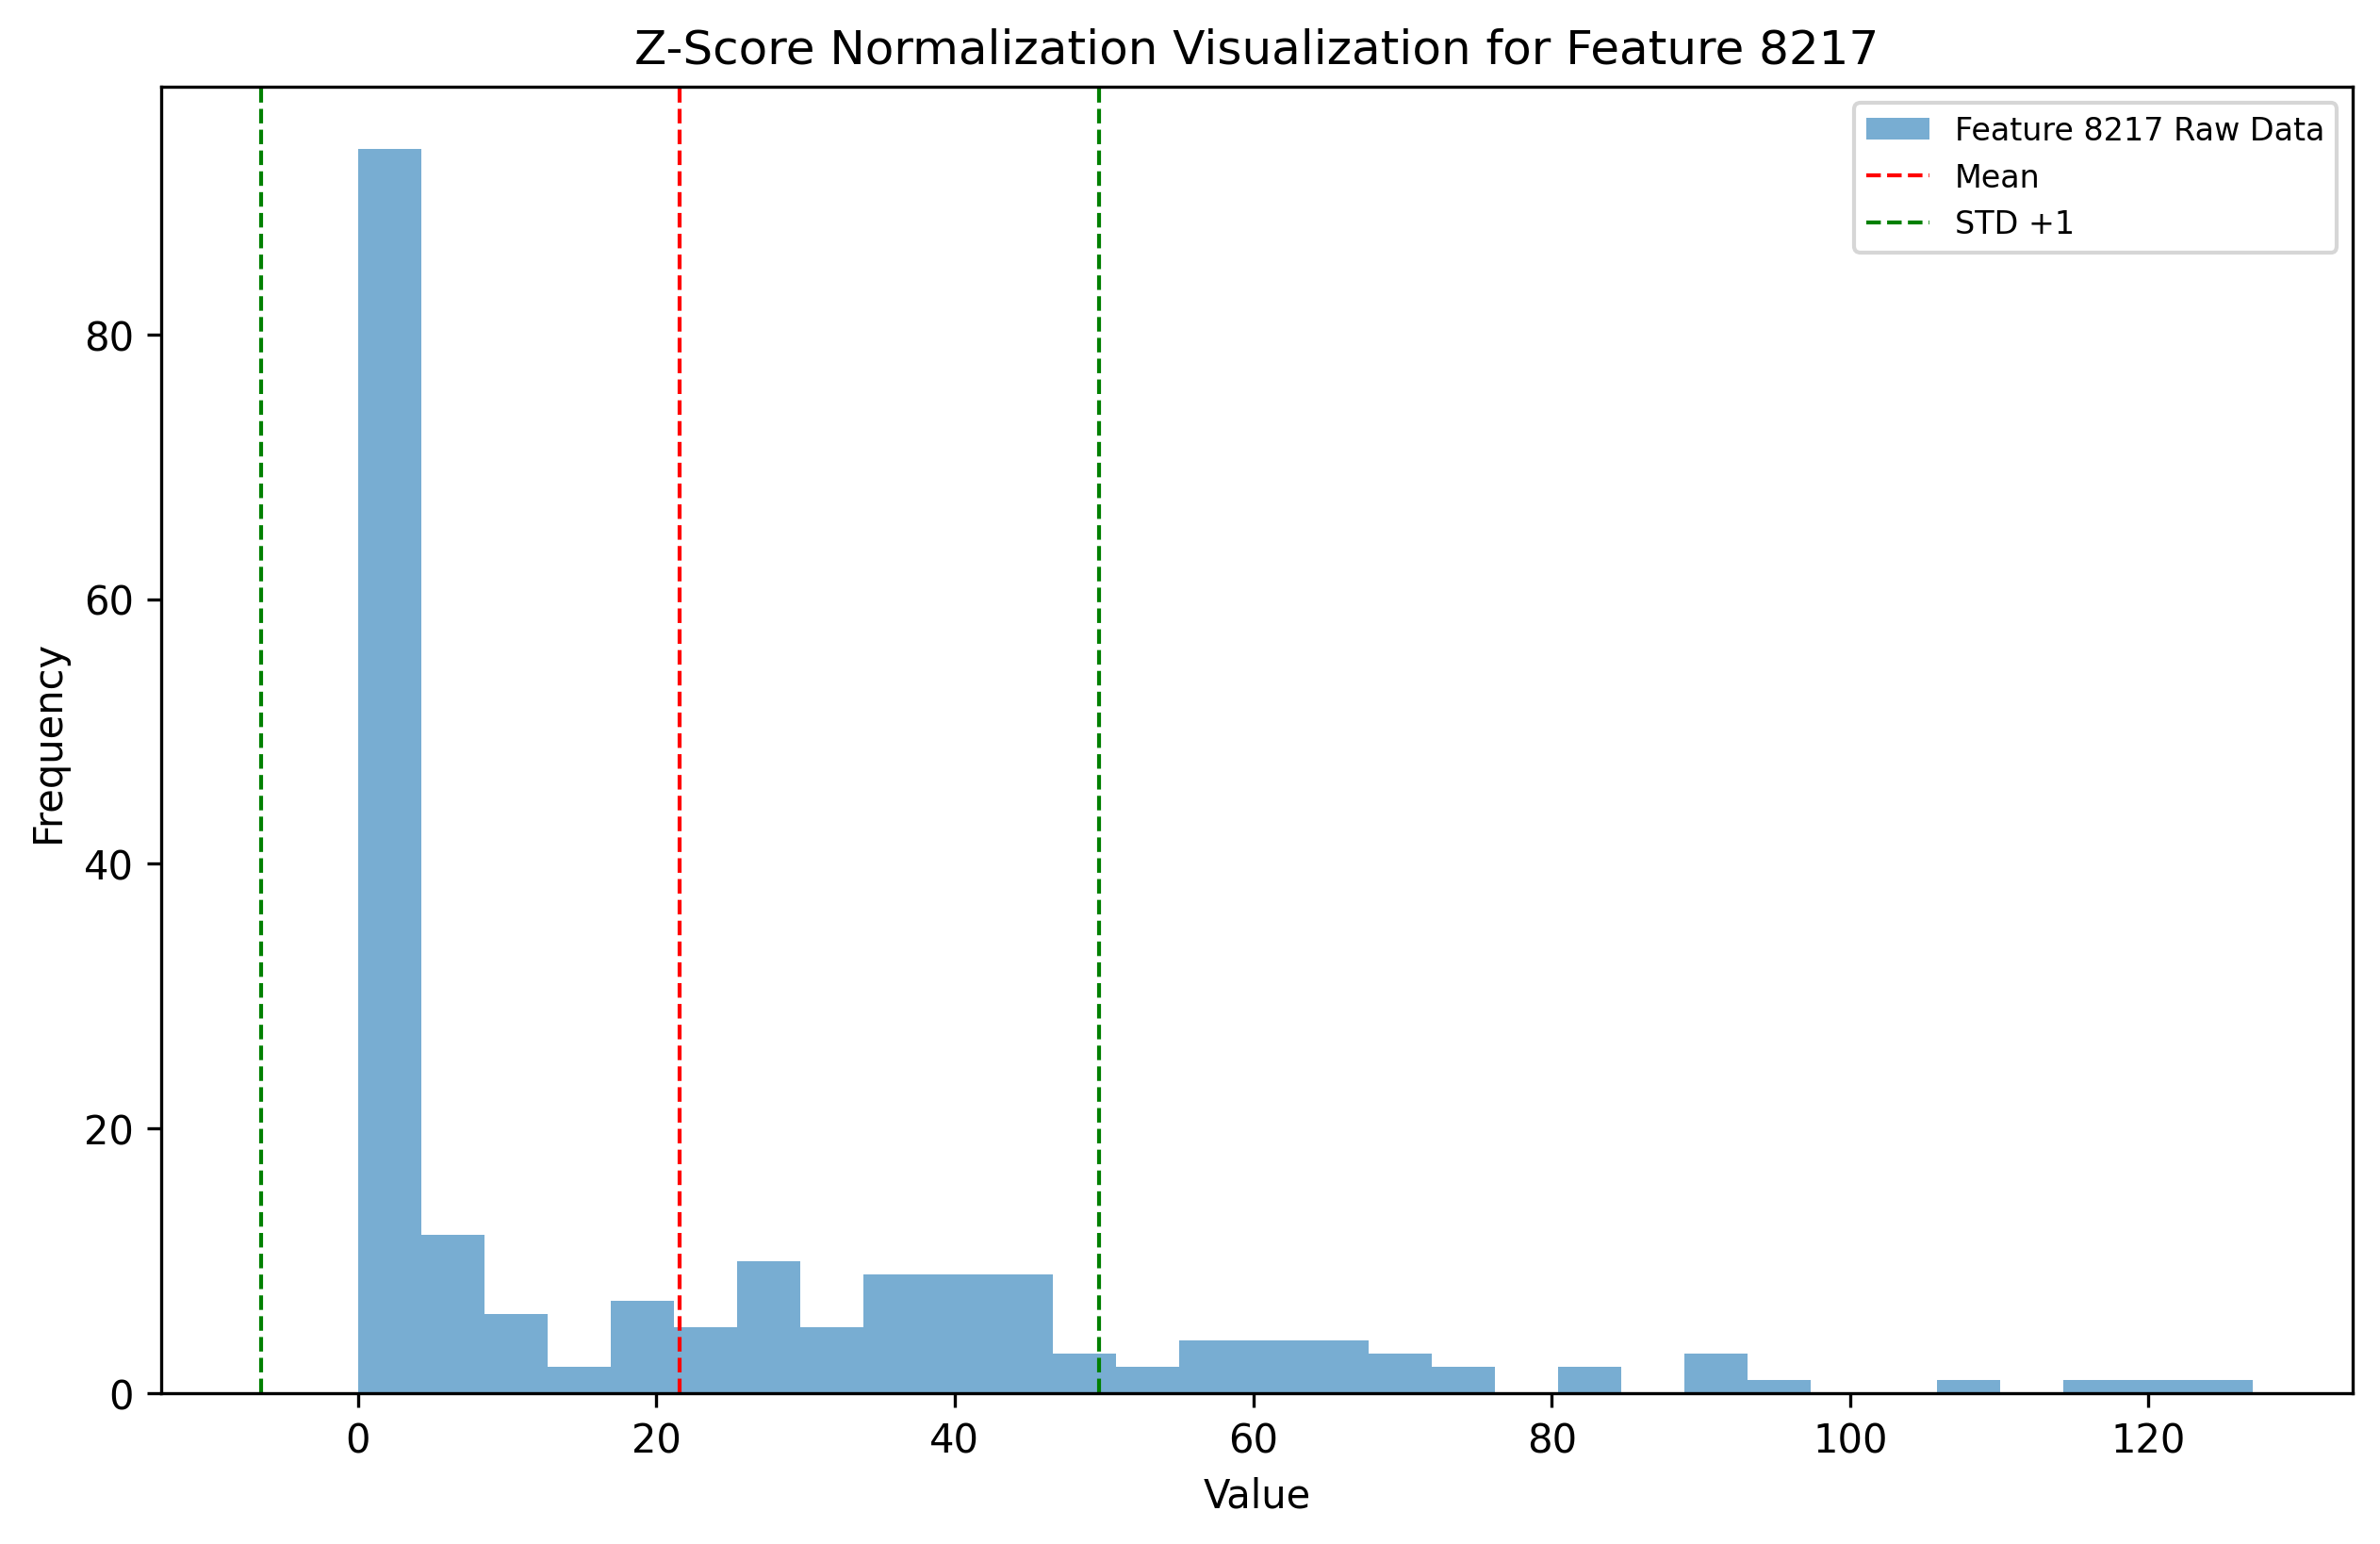 Z-Score Normalization Visualization for Feature 8217
Feature 8217 Raw Data
Mean
STD +1
80
60
40
20
0
Frequency
0 20 40 60 80 100 120
Value